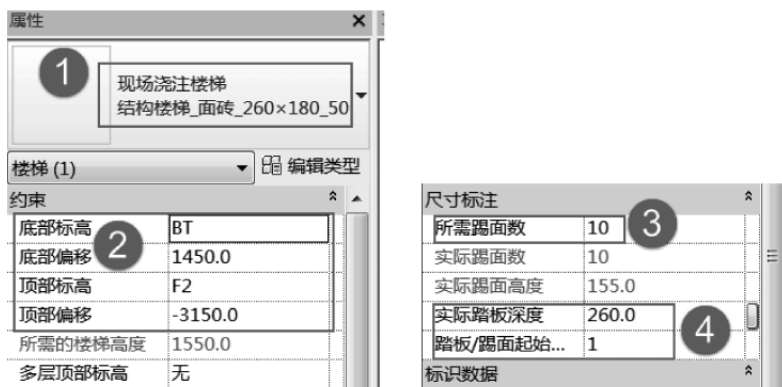 属性
1
现场浇注楼梯
结构楼梯_面砖_260×180_50
楼梯 (1)
编辑类型
约束
底部标高 BT
2
底部偏移 1450.0
顶部标高 F2
顶部偏移 -3150.0
所需的楼梯高度 1550.0
多层顶部标高 无
尺寸标注
所需踢面数 10
3
实际踢面数 10
实际踢面高度 155.0
实际踏板深度 260.0
4
踏板/踢面起始... 1
标识数据